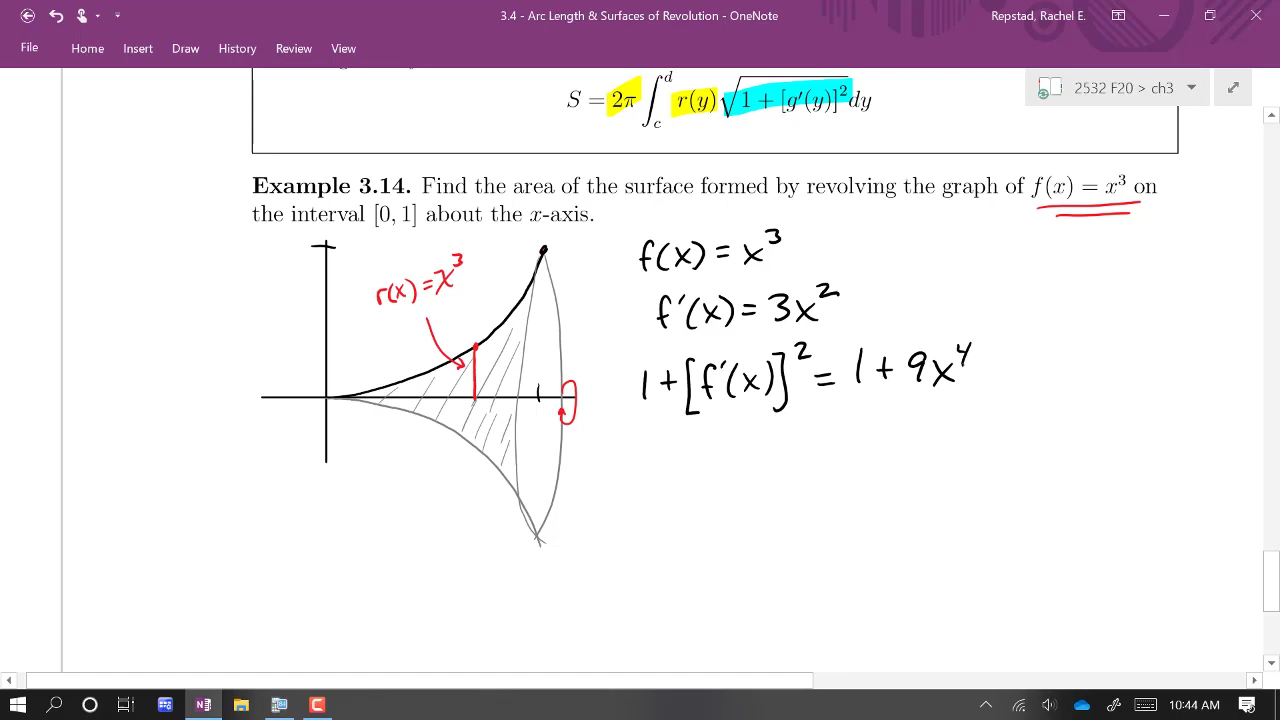 3.4 - Arc Length & Surfaces of Revolution - OneNote
Repstad, Rachel E.
File Home Insert Draw History Review View
2532 F20 > ch3
S = 2π ∫_c^d r(y)√(1 + [g′(y)]²) dy
Example 3.14. Find the area of the surface formed by revolving the graph of f(x) = x³ on
the interval [0, 1] about the x-axis.
r(x) = x³
f(x) = x³
f′(x) = 3x²
1 + [f′(x)]² = 1 + 9x⁴
10:44 AM